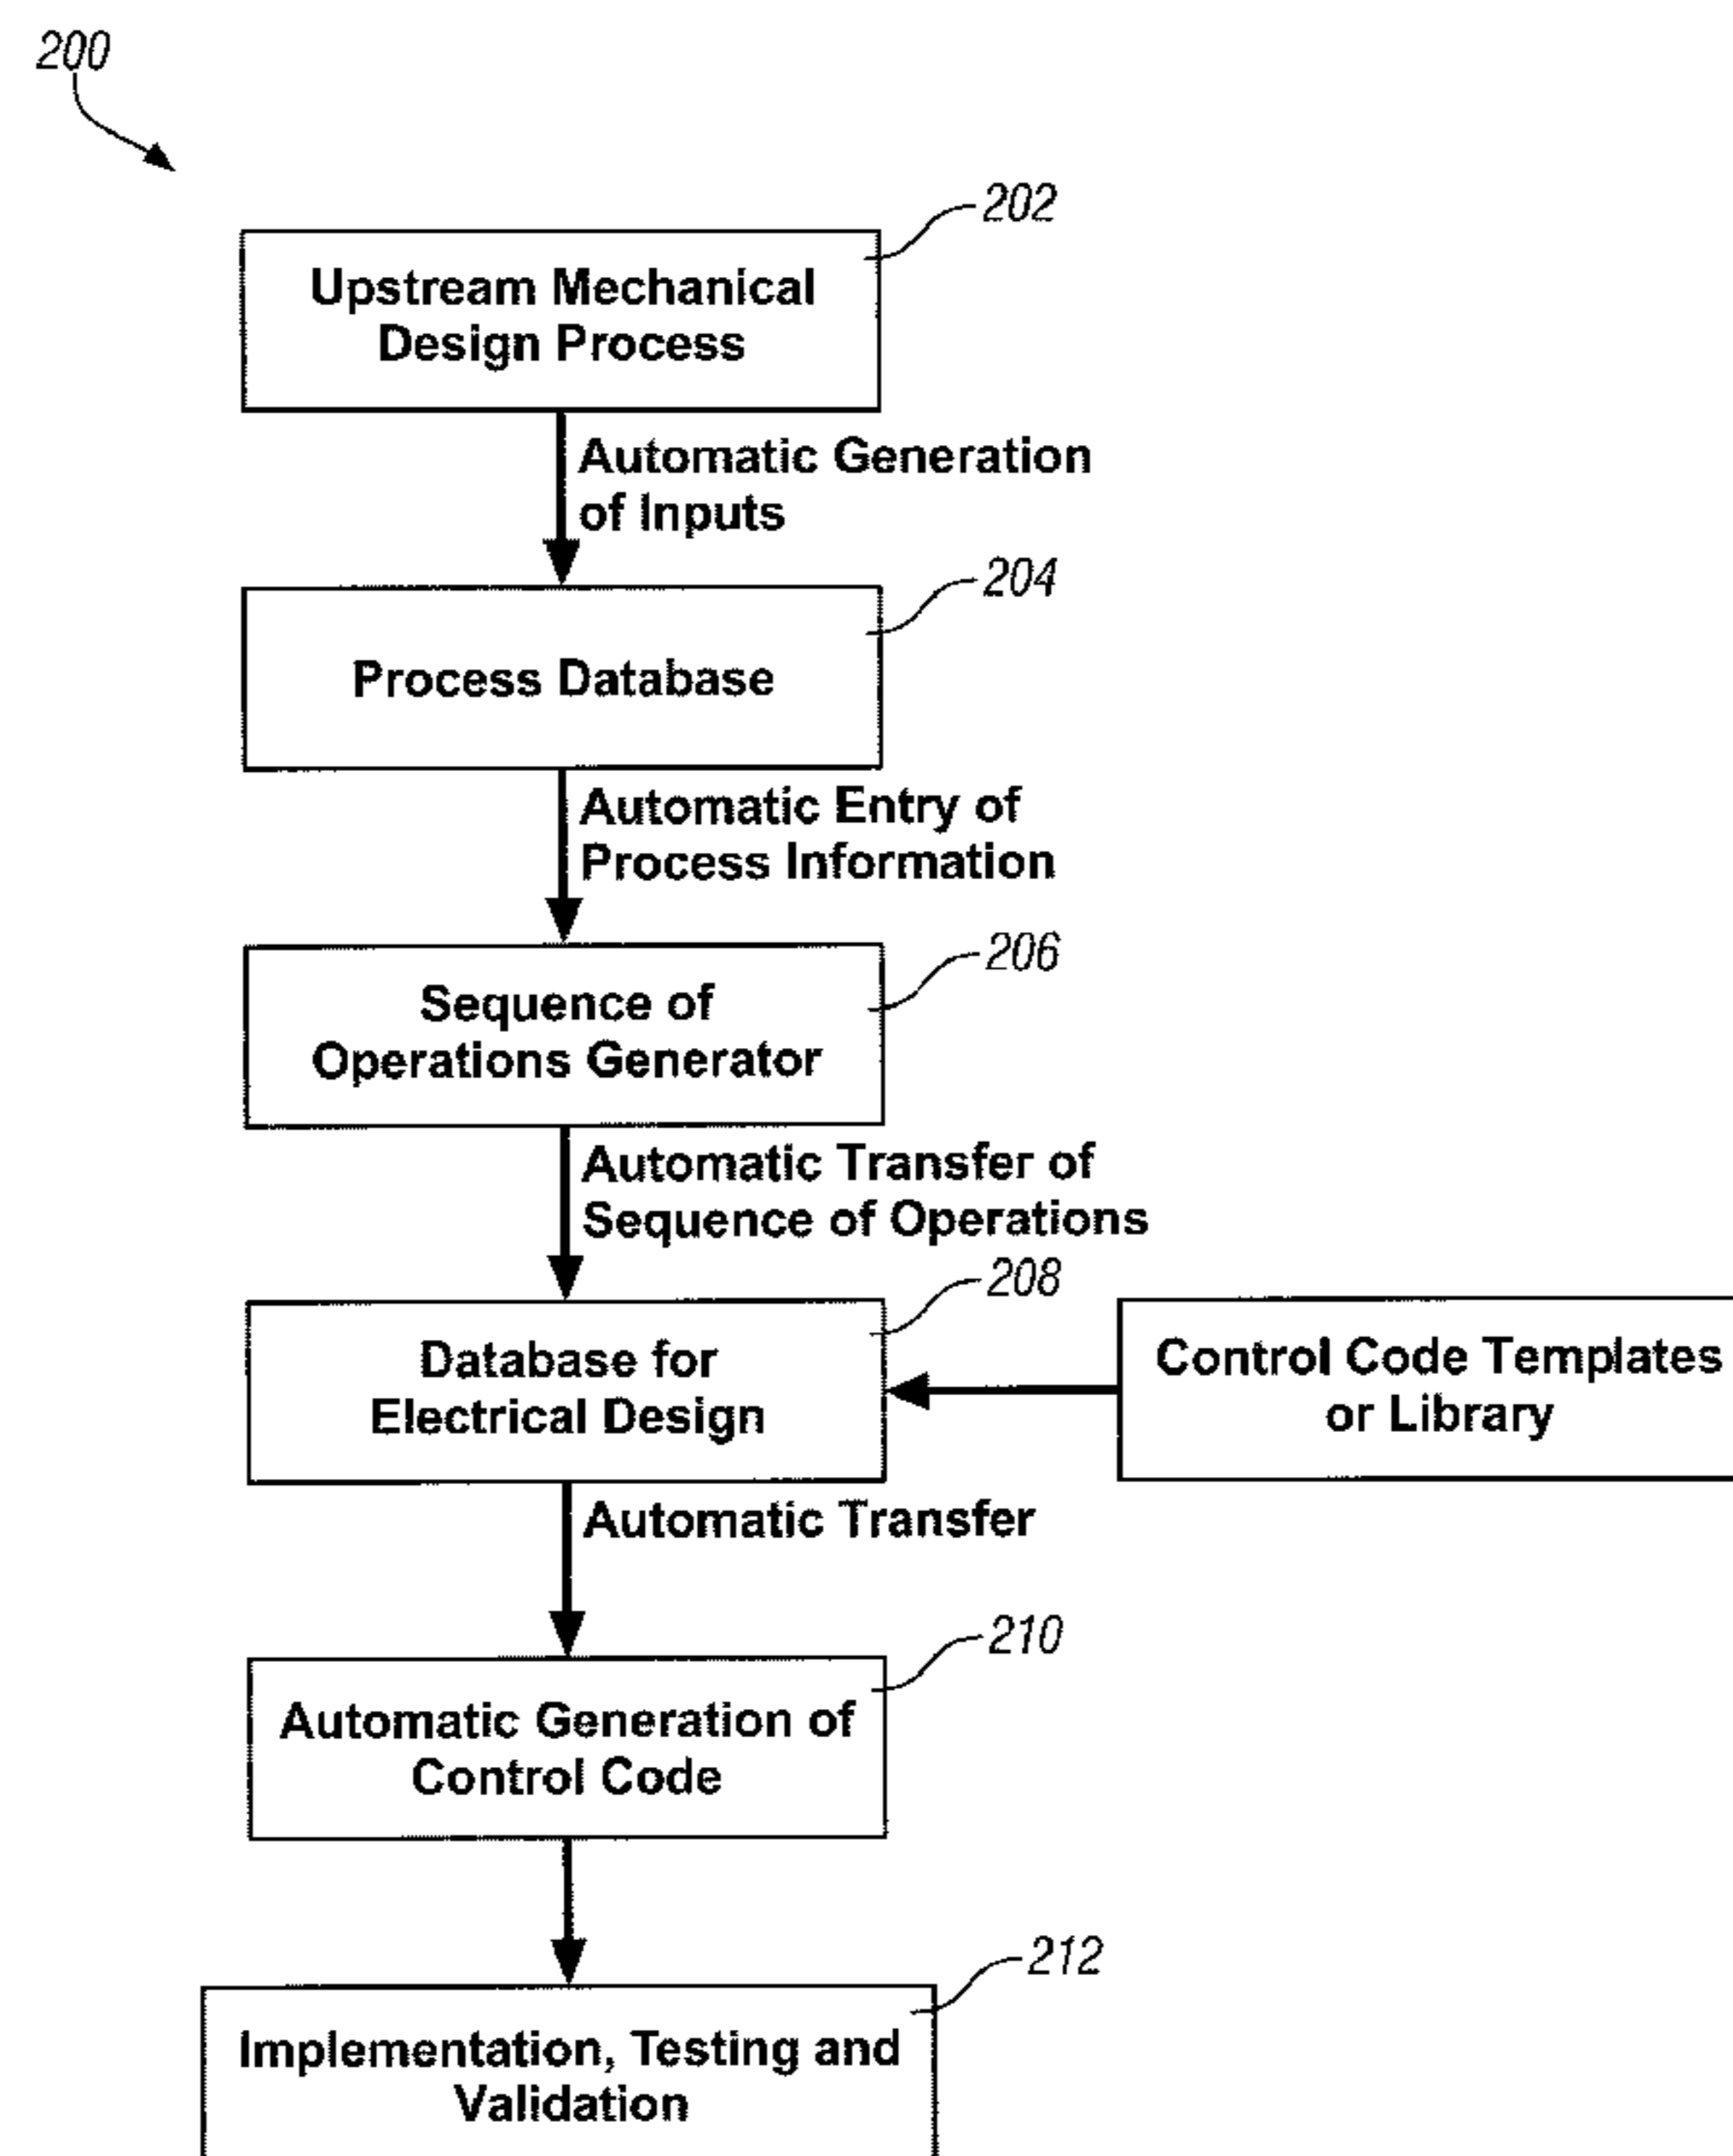 200
202
Upstream Mechanical
Design Process
Automatic Generation
of Inputs
204
Process Database
Automatic Entry of
Process Information
206
Sequence of
Operations Generator
Automatic Transfer of
Sequence of Operations
208
Database for
Electrical Design
Control Code Templates
or Library
Automatic Transfer
210
Automatic Generation of
Control Code
212
Implementation, Testing and
Validation